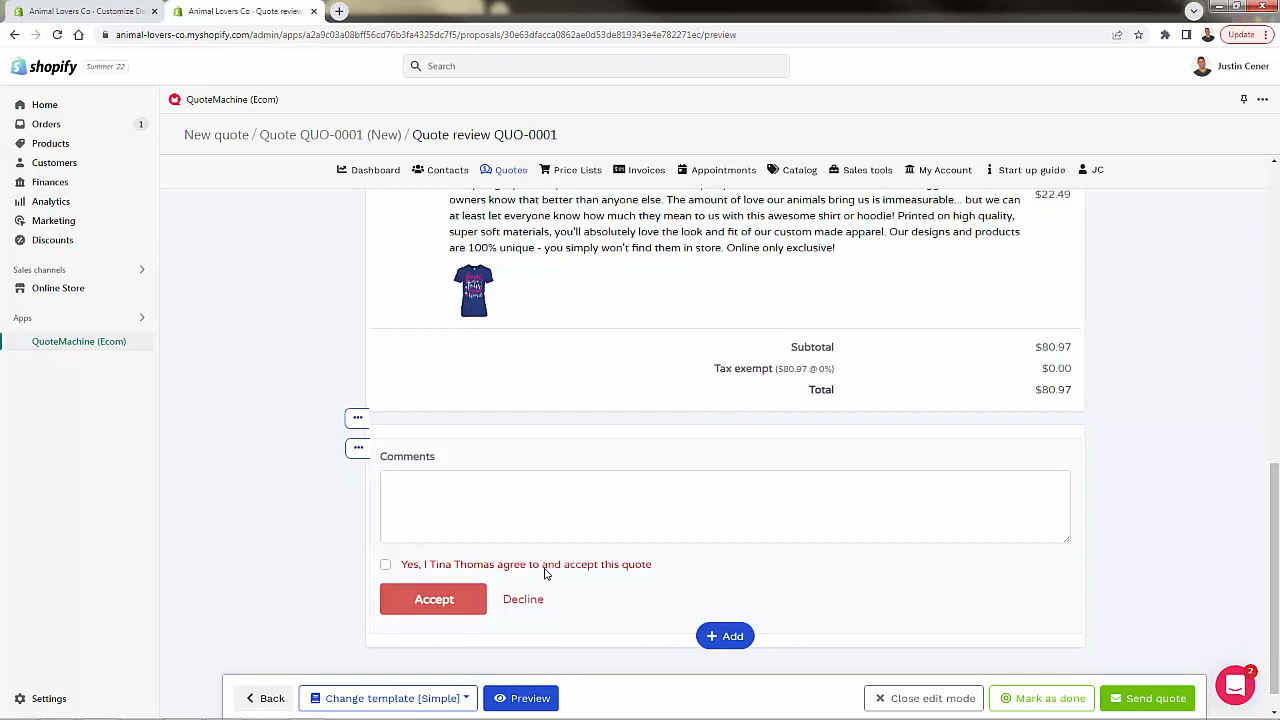 Animal Lovers Co - Customize Da
Animal Lovers Co - Quote review
animal-lovers-co.myshopify.com/admin/apps/a2a9c03a08bff56cd76b3fa4325dc7f5/proposals/30e63dfacca0862ae0d53de819343e4e782271ec/preview
Update
shopify
Summer '22
Search
Justin Cener
Home
Orders
1
Products
Customers
Finances
Analytics
Marketing
Discounts
Sales channels
Online Store
Apps
QuoteMachine (Ecom)
Settings
QuoteMachine (Ecom)
New quote / Quote QUO-0001 (New) / Quote review QUO-0001
Dashboard Contacts Quotes Price Lists Invoices Appointments Catalog Sales tools My Account Start up guide JC
$22.49
owners know that better than anyone else. The amount of love our animals bring us is immeasurable... but we can
at least let everyone know how much they mean to us with this awesome shirt or hoodie! Printed on high quality,
super soft materials, you'll absolutely love the look and fit of our custom made apparel. Our designs and products
are 100% unique - you simply won't find them in store. Online only exclusive!
Subtotal $80.97
Tax exempt ($80.97 @ 0%) $0.00
Total $80.97
Comments
Yes, I Tina Thomas agree to and accept this quote
Accept Decline
+ Add
Back
Change template [Simple]
Preview
Close edit mode
Mark as done
Send quote
2